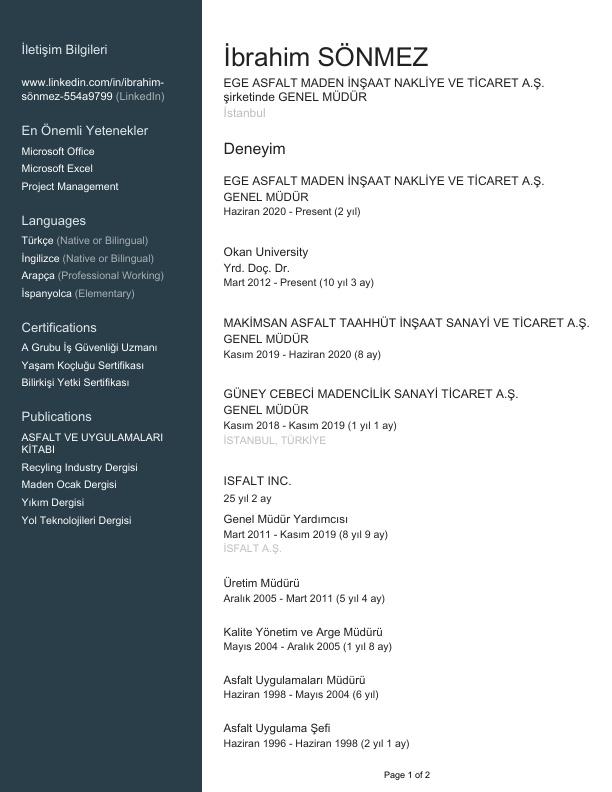 İletişim Bilgileri
www.linkedin.com/in/ibrahim-
sönmez-554a9799 (LinkedIn)
En Önemli Yetenekler
Microsoft Office
Microsoft Excel
Project Management
Languages
Türkçe (Native or Bilingual)
İngilizce (Native or Bilingual)
Arapça (Professional Working)
İspanyolca (Elementary)
Certifications
A Grubu İş Güvenliği Uzmanı
Yaşam Koçluğu Sertifikası
Bilirkişi Yetki Sertifikası
Publications
ASFALT VE UYGULAMALARI
KİTABI
Recyling Industry Dergisi
Maden Ocak Dergisi
Yıkım Dergisi
Yol Teknolojileri Dergisi
İbrahim SÖNMEZ
EGE ASFALT MADEN İNŞAAT NAKLİYE VE TİCARET A.Ş.
şirketinde GENEL MÜDÜR
İstanbul
Deneyim
EGE ASFALT MADEN İNŞAAT NAKLİYE VE TİCARET A.Ş.
GENEL MÜDÜR
Haziran 2020 - Present (2 yıl)
Okan University
Yrd. Doç. Dr.
Mart 2012 - Present (10 yıl 3 ay)
MAKİMSAN ASFALT TAAHHÜT İNŞAAT SANAYİ VE TİCARET A.Ş.
GENEL MÜDÜR
Kasım 2019 - Haziran 2020 (8 ay)
GÜNEY CEBECİ MADENCİLİK SANAYİ TİCARET A.Ş.
GENEL MÜDÜR
Kasım 2018 - Kasım 2019 (1 yıl 1 ay)
İSTANBUL, TÜRKİYE
ISFALT INC.
25 yıl 2 ay
Genel Müdür Yardımcısı
Mart 2011 - Kasım 2019 (8 yıl 9 ay)
İSFALT A.Ş.
Üretim Müdürü
Aralık 2005 - Mart 2011 (5 yıl 4 ay)
Kalite Yönetim ve Arge Müdürü
Mayıs 2004 - Aralık 2005 (1 yıl 8 ay)
Asfalt Uygulamaları Müdürü
Haziran 1998 - Mayıs 2004 (6 yıl)
Asfalt Uygulama Şefi
Haziran 1996 - Haziran 1998 (2 yıl 1 ay)
Page 1 of 2